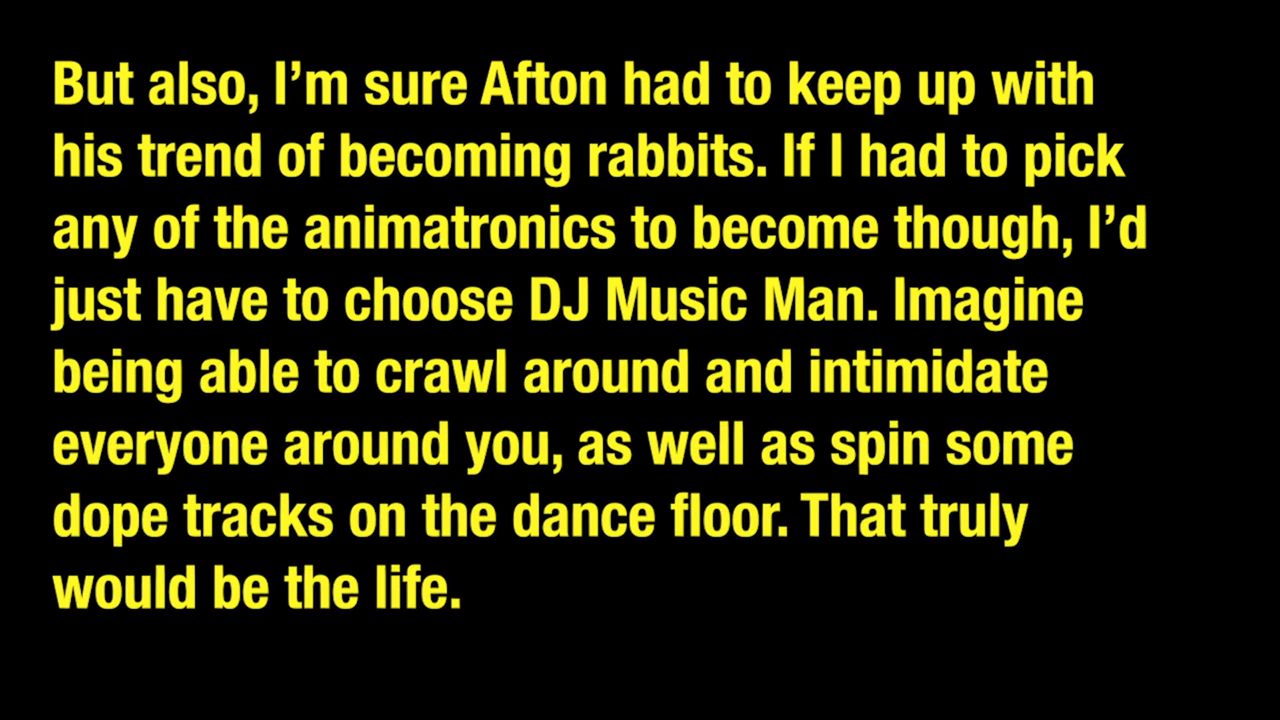 But also, I’m sure Afton had to keep up with
his trend of becoming rabbits. If I had to pick
any of the animatronics to become though, I’d
just have to choose DJ Music Man. Imagine
being able to crawl around and intimidate
everyone around you, as well as spin some
dope tracks on the dance floor. That truly
would be the life.